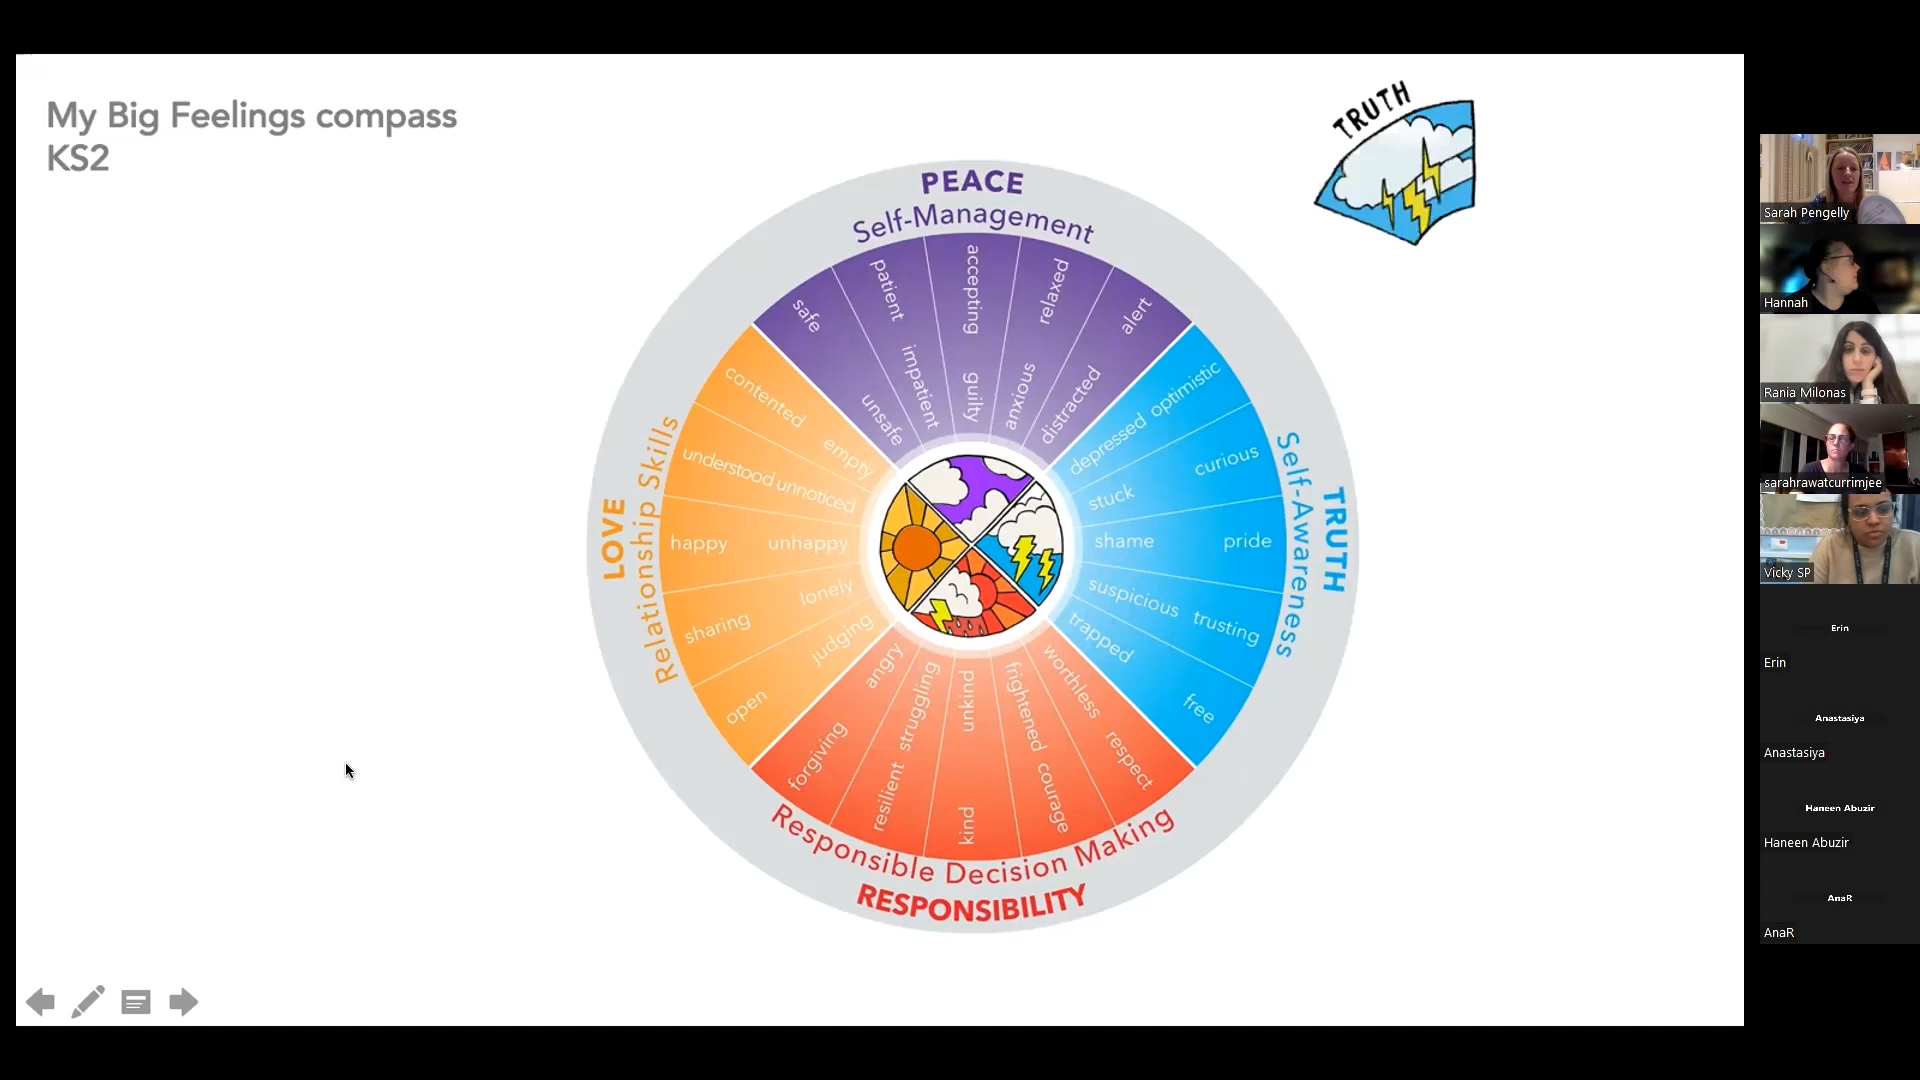 My Big Feelings compass
KS2
TRUTH
PEACE
Self-Management
safe
patient
accepting
relaxed
alert
unsafe
impatient
guilty
anxious
distracted
TRUTH
Self-Awareness
optimistic
depressed
curious
stuck
pride
shame
trusting
suspicious
free
trapped
RESPONSIBILITY
Responsible Decision Making
respect
worthless
courage
frightened
kind
unkind
resilient
struggling
forgiving
angry
LOVE
Relationship Skills
open
judging
sharing
lonely
happy
unhappy
understood
unnoticed
contented
empty
Sarah Pengelly
Hannah
Rania Milonas
sarahrawatcurrimjee
Vicky SP
Erin
Erin
Anastasiya
Anastasiya
Haneen Abuzir
Haneen Abuzir
AnaR
AnaR